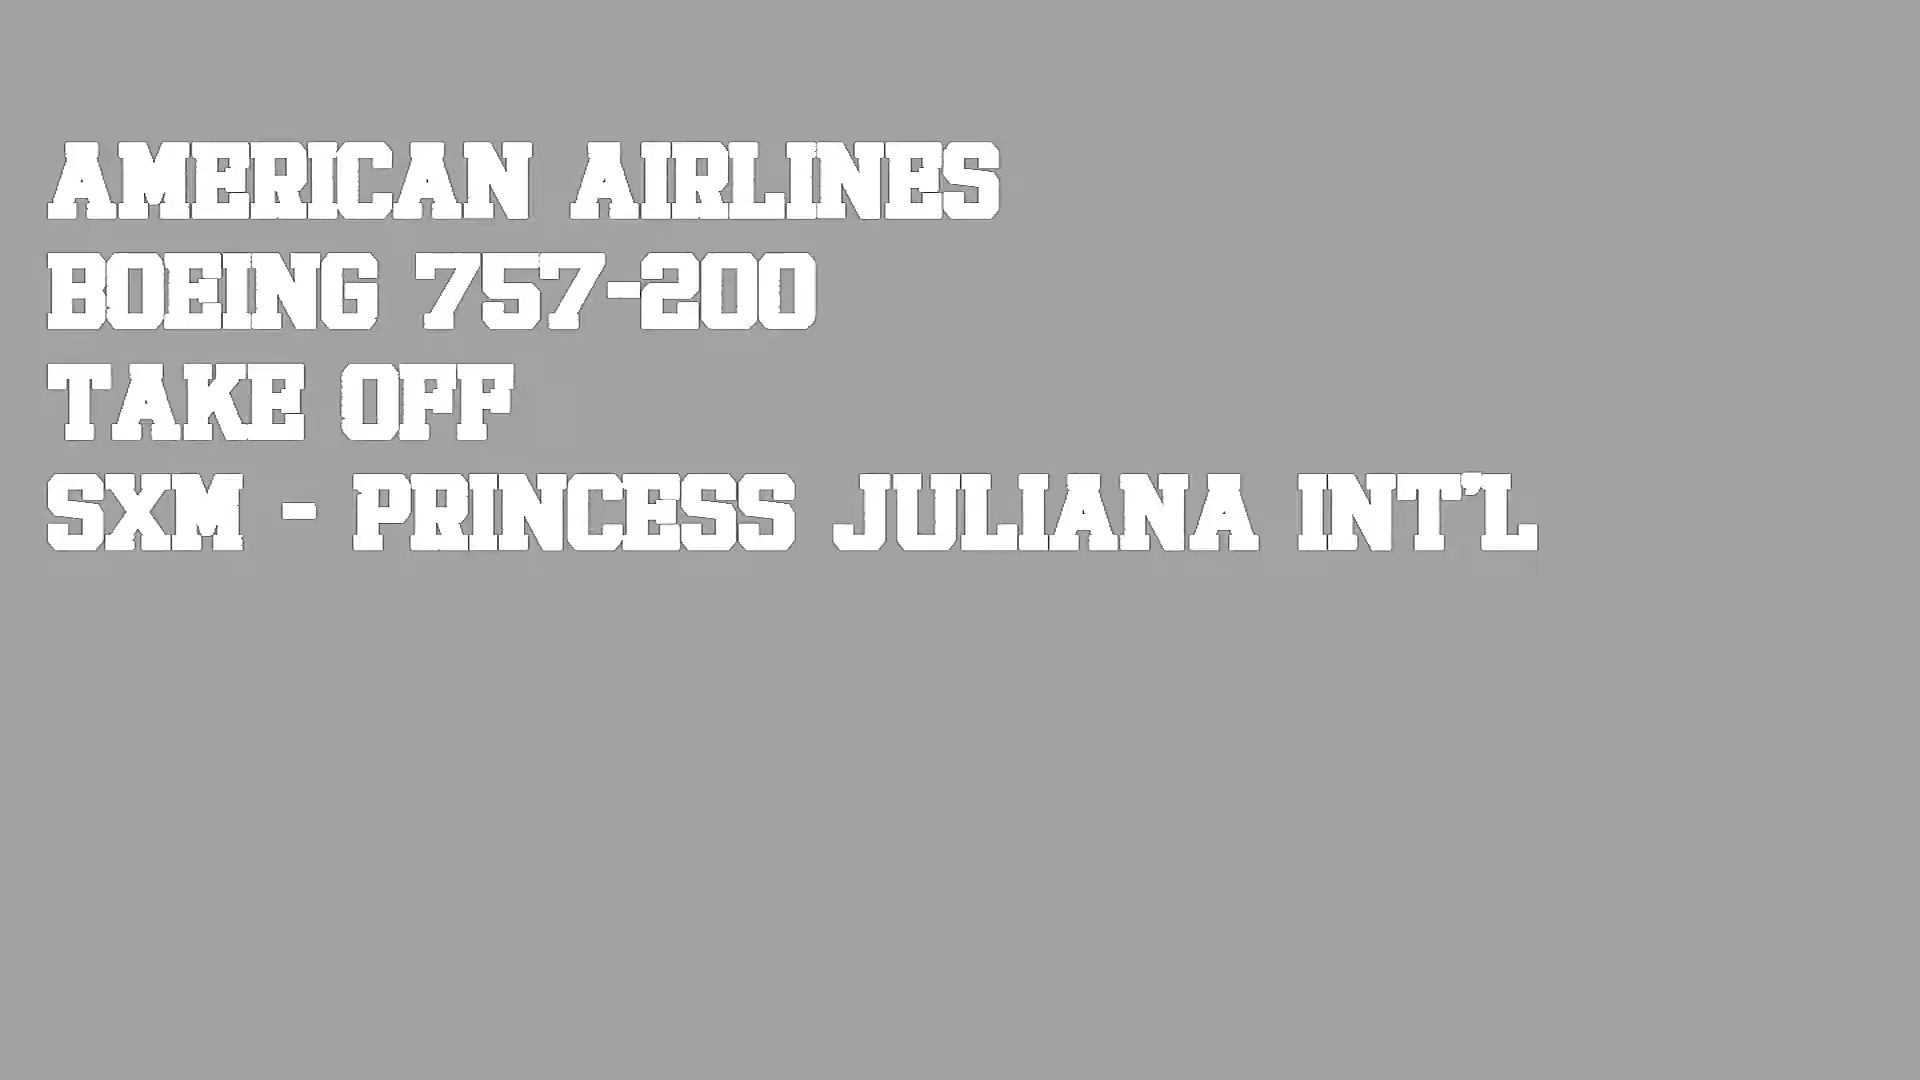 AMERICAN AIRLINES
BOEING 757-200
TAKE OFF
SXM - PRINCESS JULIANA INT'L